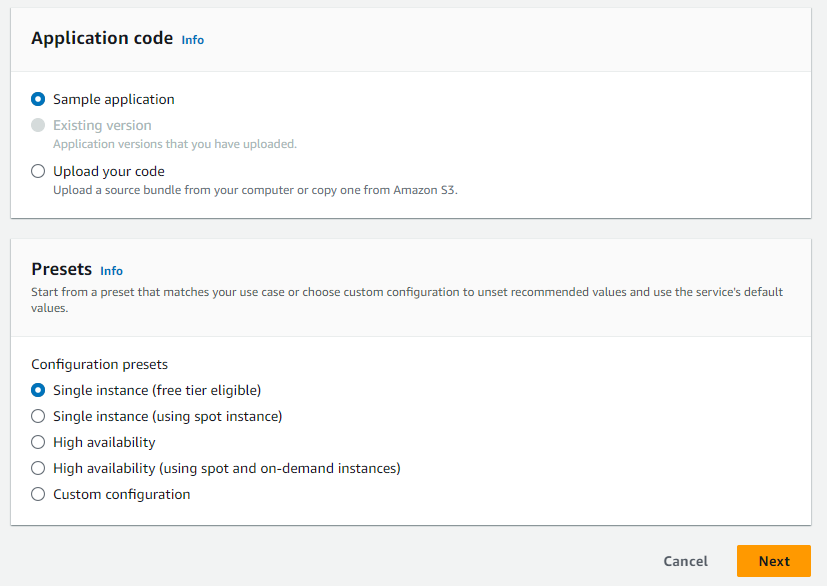 Application code Info
Sample application
Existing version
Application versions that you have uploaded.
Upload your code
Upload a source bundle from your computer or copy one from Amazon S3.
Presets Info
Start from a preset that matches your use case or choose custom configuration to unset recommended values and use the service's default
values.
Configuration presets
Single instance (free tier eligible)
Single instance (using spot instance)
High availability
High availability (using spot and on-demand instances)
Custom configuration
Cancel Next